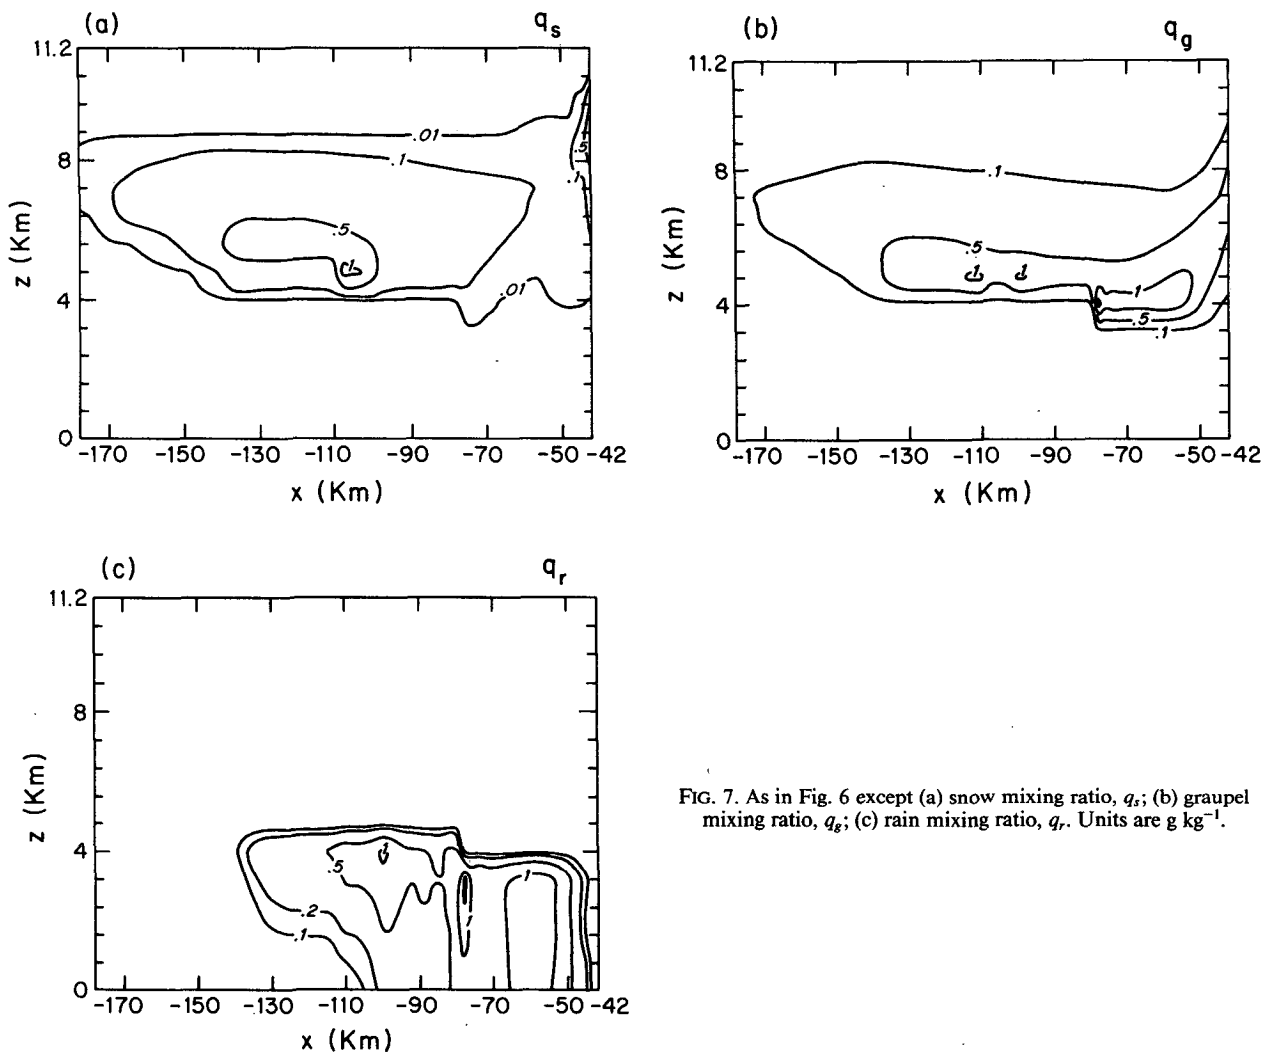 (a) q_s
11.2
.01
.1
.5
8
.1
.5
1
4
.01
0
z (Km)
-170 -150 -130 -110 -90 -70 -50 -42
x (Km)
(b) q_g
11.2
8
.1
.5
1 1
4
1
.5
.1
0
z (Km)
-170 -150 -130 -110 -90 -70 -50 -42
x (Km)
(c) q_r
11.2
8
4
.5
1
1
.2
1
.1
0
z (Km)
-170 -150 -130 -110 -90 -70 -50 -42
x (Km)
FIG. 7. As in Fig. 6 except (a) snow mixing ratio, q_s; (b) graupel
mixing ratio, q_g; (c) rain mixing ratio, q_r. Units are g kg⁻¹.